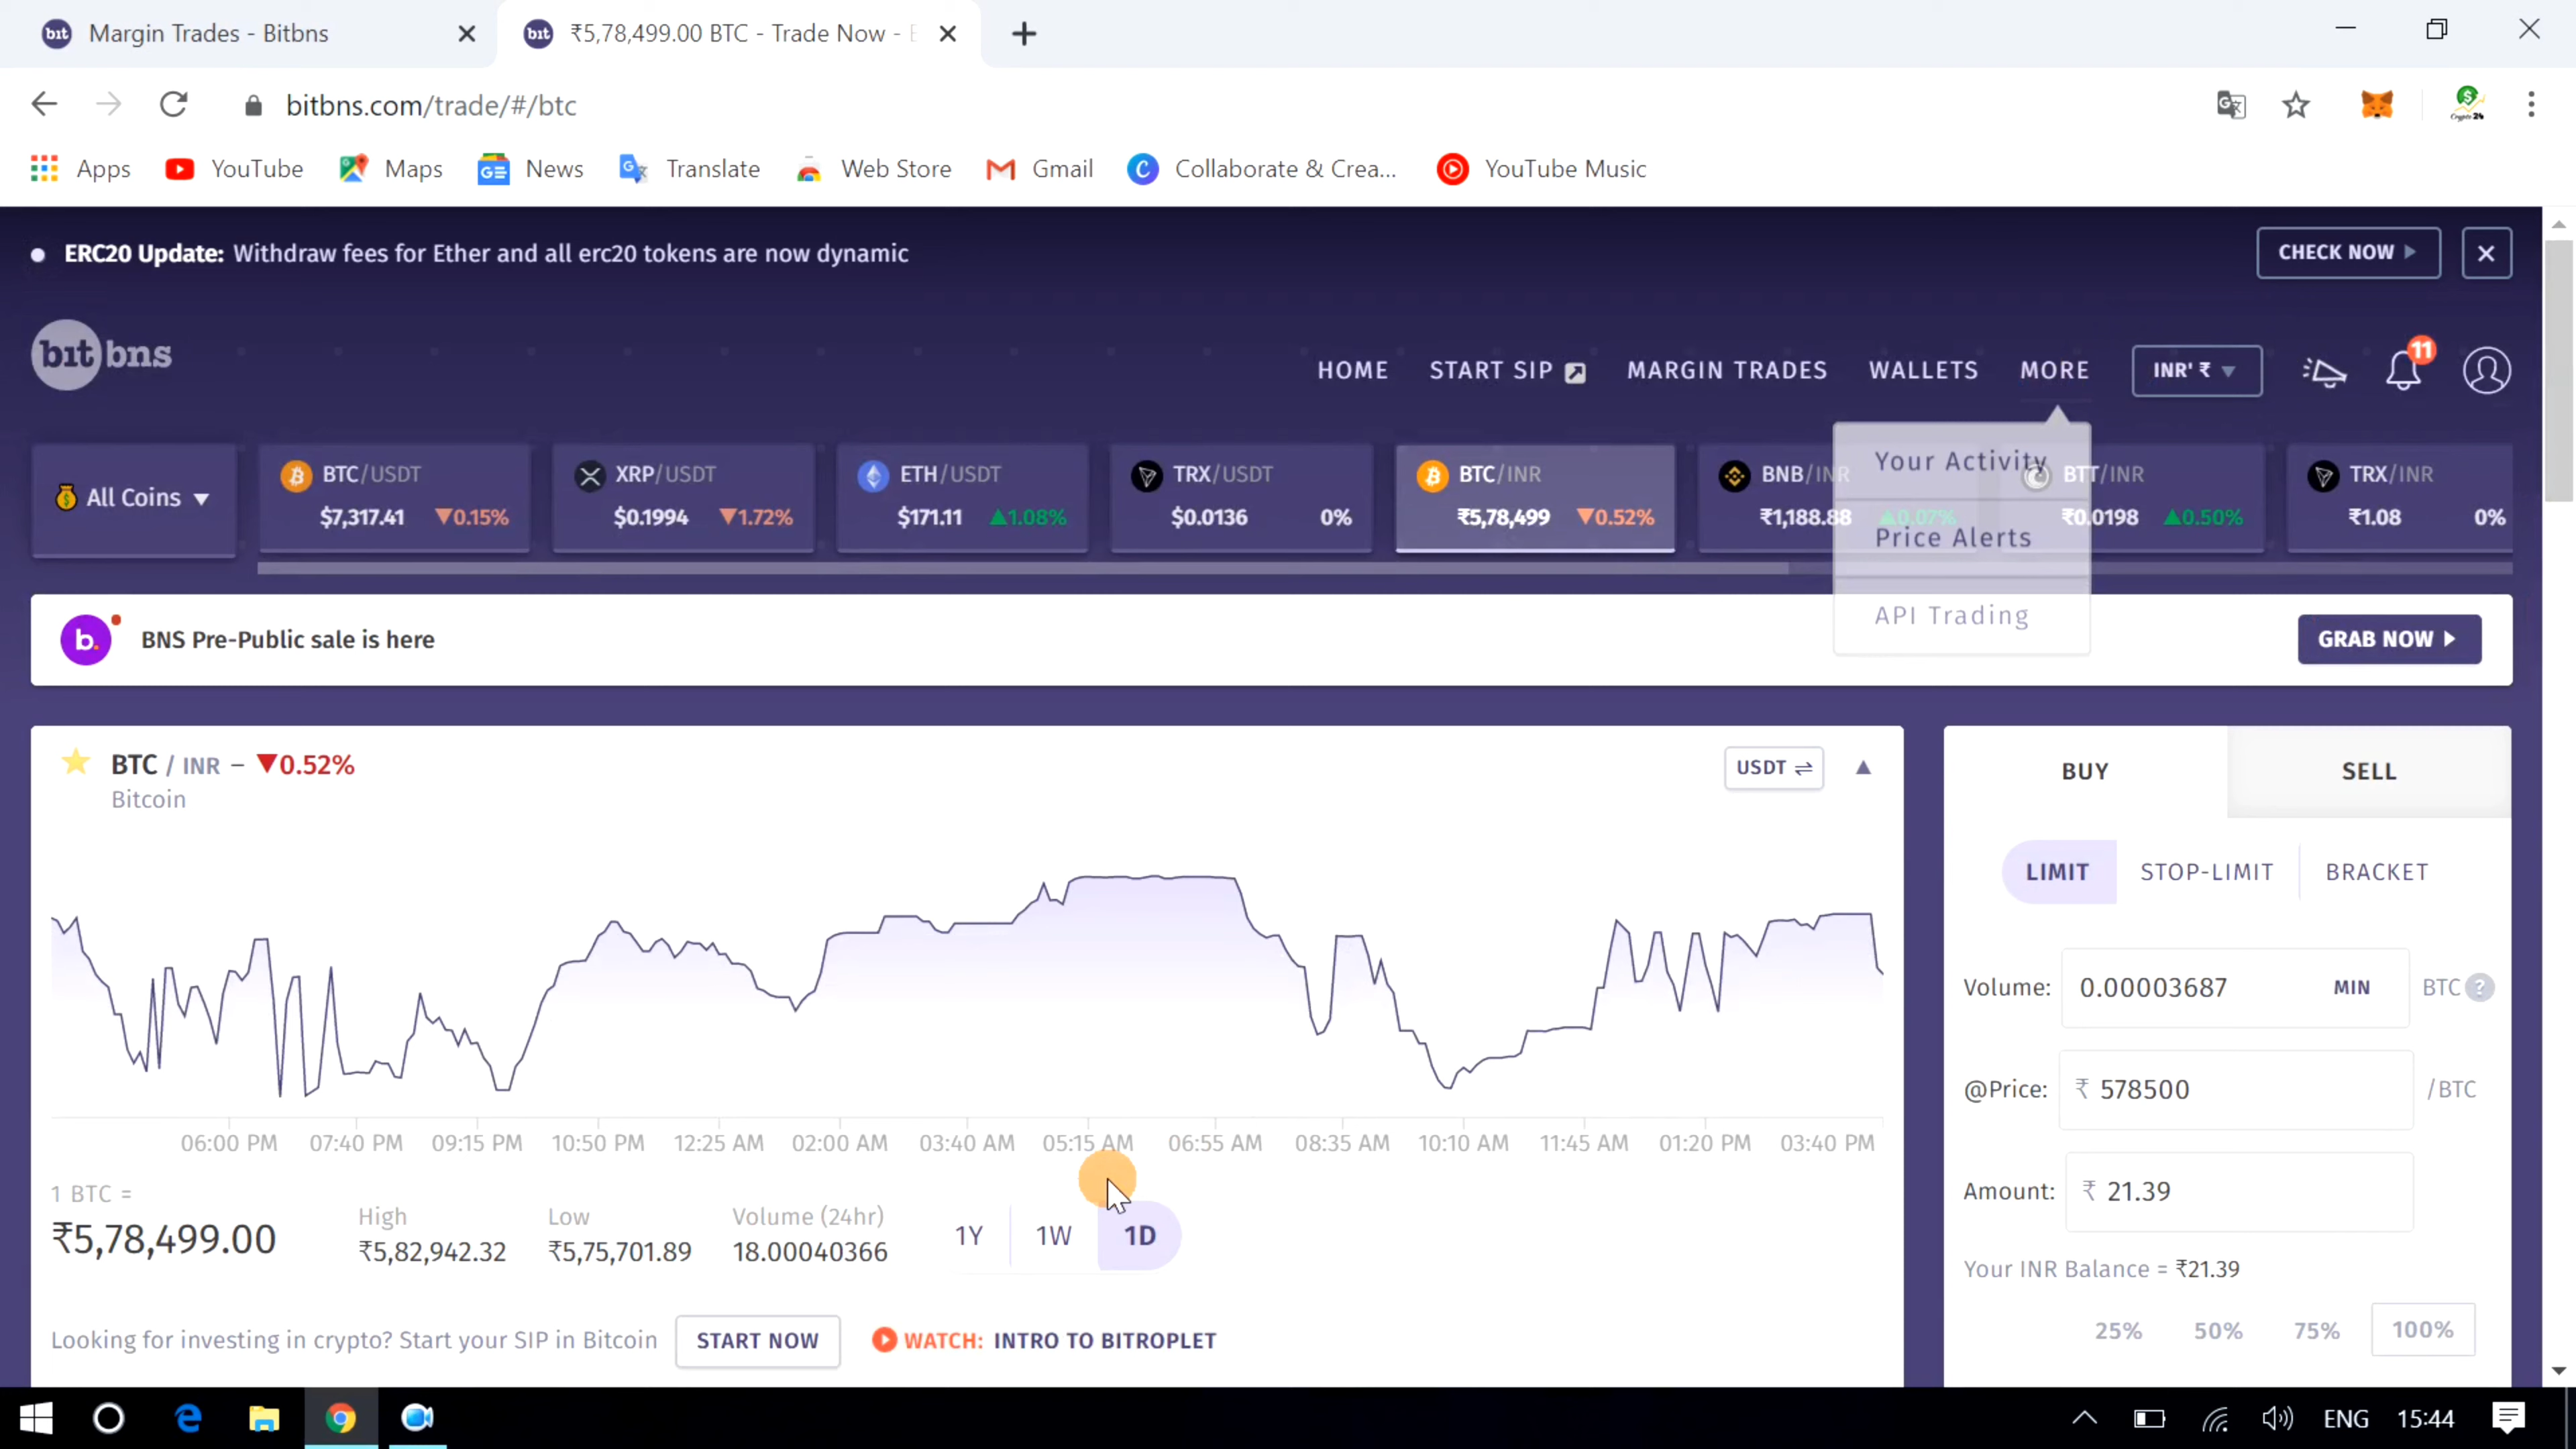 Margin Trades - Bitbns
₹5,78,499.00 BTC - Trade Now -
bitbns.com/trade/#/btc
Crypto 24
Apps YouTube Maps News Translate Web Store Gmail Collaborate & Crea... YouTube Music
ERC20 Update: Withdraw fees for Ether and all erc20 tokens are now dynamic
CHECK NOW
bitbns
HOME START SIP MARGIN TRADES WALLETS MORE INR' ₹ 11
All Coins
BTC/USDT
$7,317.41 ▼0.15%
XRP/USDT
$0.1994 ▼1.72%
ETH/USDT
$171.11 ▲1.08%
TRX/USDT
$0.0136 0%
BTC/INR
₹5,78,499 ▼0.52%
BNB/INR
₹1,188.88 ▲0.07%
BTT/INR
₹0.0198 ▲0.50%
TRX/INR
₹1.08 0%
Your Activity
Price Alerts
API Trading
b. BNS Pre-Public sale is here
GRAB NOW
BTC / INR – ▼0.52%
Bitcoin
USDT ⇌ ▲
06:00 PM 07:40 PM 09:15 PM 10:50 PM 12:25 AM 02:00 AM 03:40 AM 05:15 AM 06:55 AM 08:35 AM 10:10 AM 11:45 AM 01:20 PM 03:40 PM
1 BTC =
₹5,78,499.00
High
₹5,82,942.32
Low
₹5,75,701.89
Volume (24hr)
18.00040366
1Y 1W 1D
Looking for investing in crypto? Start your SIP in Bitcoin START NOW WATCH: INTRO TO BITROPLET
BUY SELL
LIMIT STOP-LIMIT BRACKET
Volume: 0.00003687 MIN BTC ?
@Price: ₹ 578500 /BTC
Amount: ₹ 21.39
Your INR Balance = ₹21.39
25% 50% 75% 100%
ENG 15:44